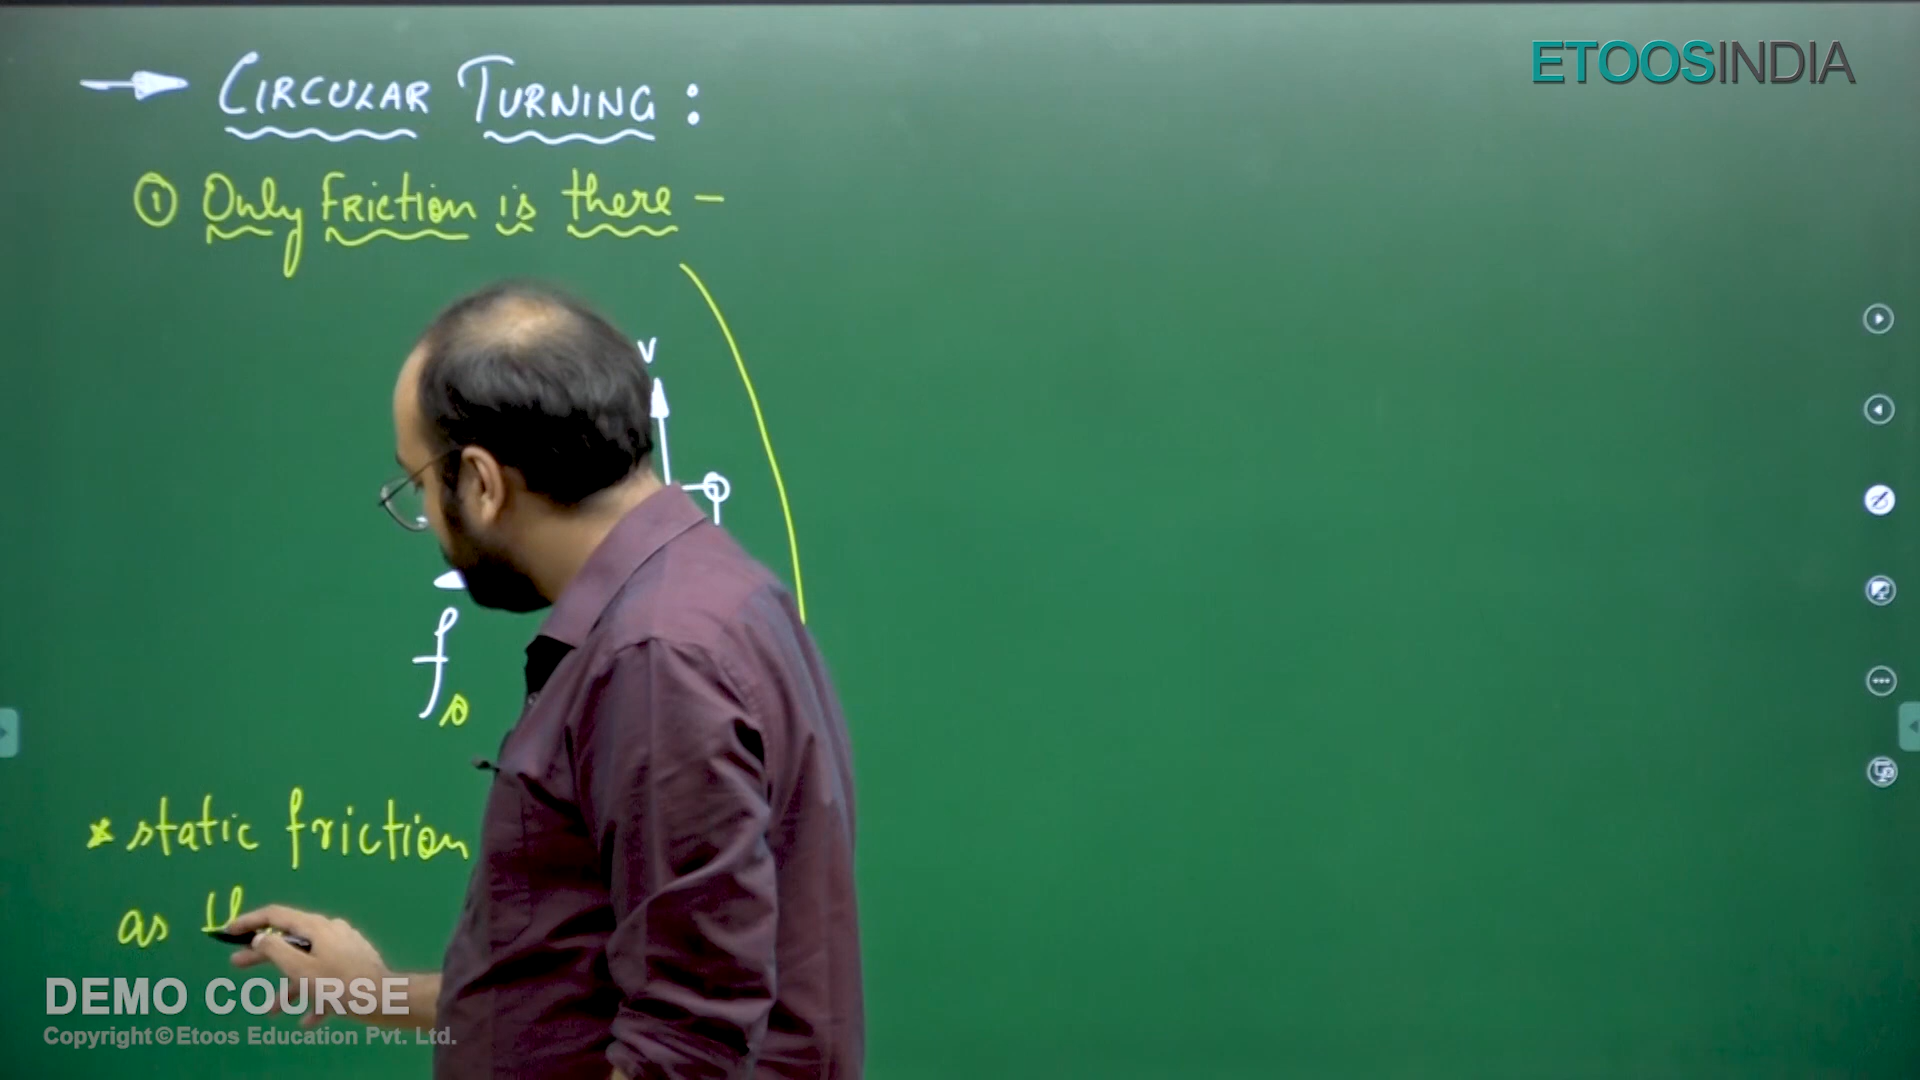 ETOOSINDIA
→ CIRCULAR TURNING :
① Only Friction is there -
v
fs
* static friction
as
DEMO COURSE
Copyright © Etoos Education Pvt. Ltd.